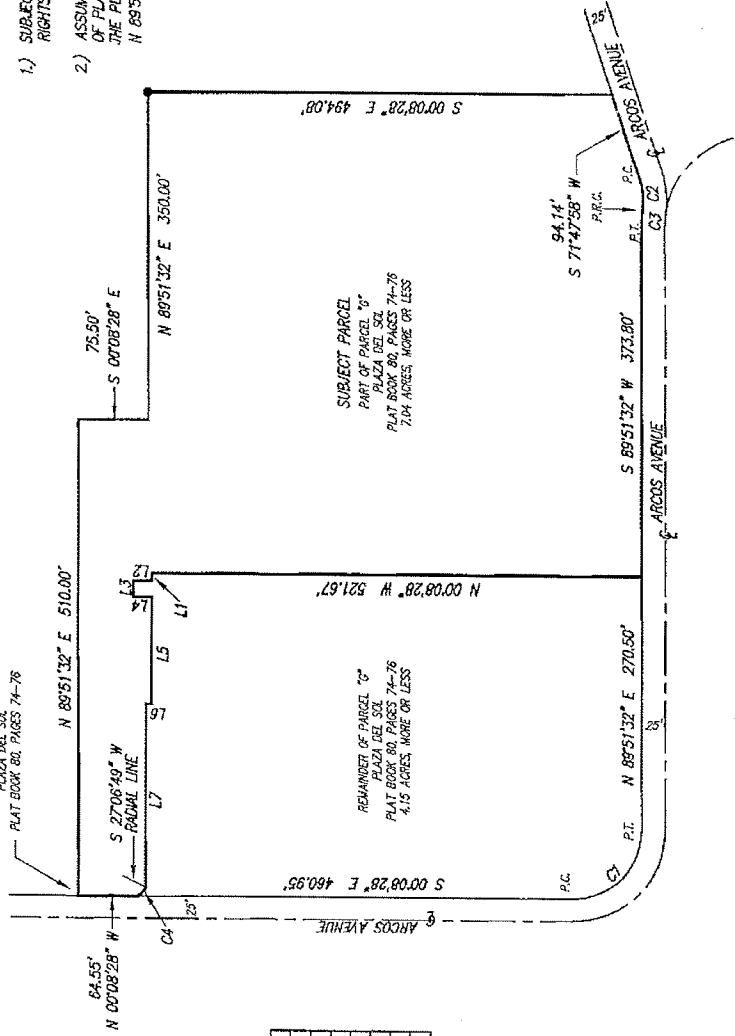 1.) SUBJEC
RIGHTS
2.) ASSUM
OF PLA
THE PL
N 89'5
PLAZA DEL SOL
PLAT BOOK 80, PAGES 74-76
N 89°51'32" E 510.00'
75.50'
S 00°08'28" E
N 89°51'32" E 350.00'
S 00°08'28" E 494.08'
64.55'
N 00°08'28" W
S 27°06'49" W
RADIAL LINE
C4
25'
L7
L6
L5
L4
L3
L2
L1
SUBJECT PARCEL
PART OF PARCEL "G"
PLAZA DEL SOL
PLAT BOOK 80, PAGES 74-76
7.04 ACRES, MORE OR LESS
REMAINDER OF PARCEL "G"
PLAZA DEL SOL
PLAT BOOK 80, PAGES 74-76
4.15 ACRES, MORE OR LESS
N 00°08'28" W 521.67'
S 00°08'28" E 460.95'
ARCOS AVENUE
P.C.
C1
P.T.
N 89°51'32" E 270.50'
25'
S 89°51'32" W 373.80'
ARCOS AVENUE
94.14'
S 71°47'58" W
P.R.C.
P.T.
P.C.
C3
C2
ARCOS AVENUE
25'